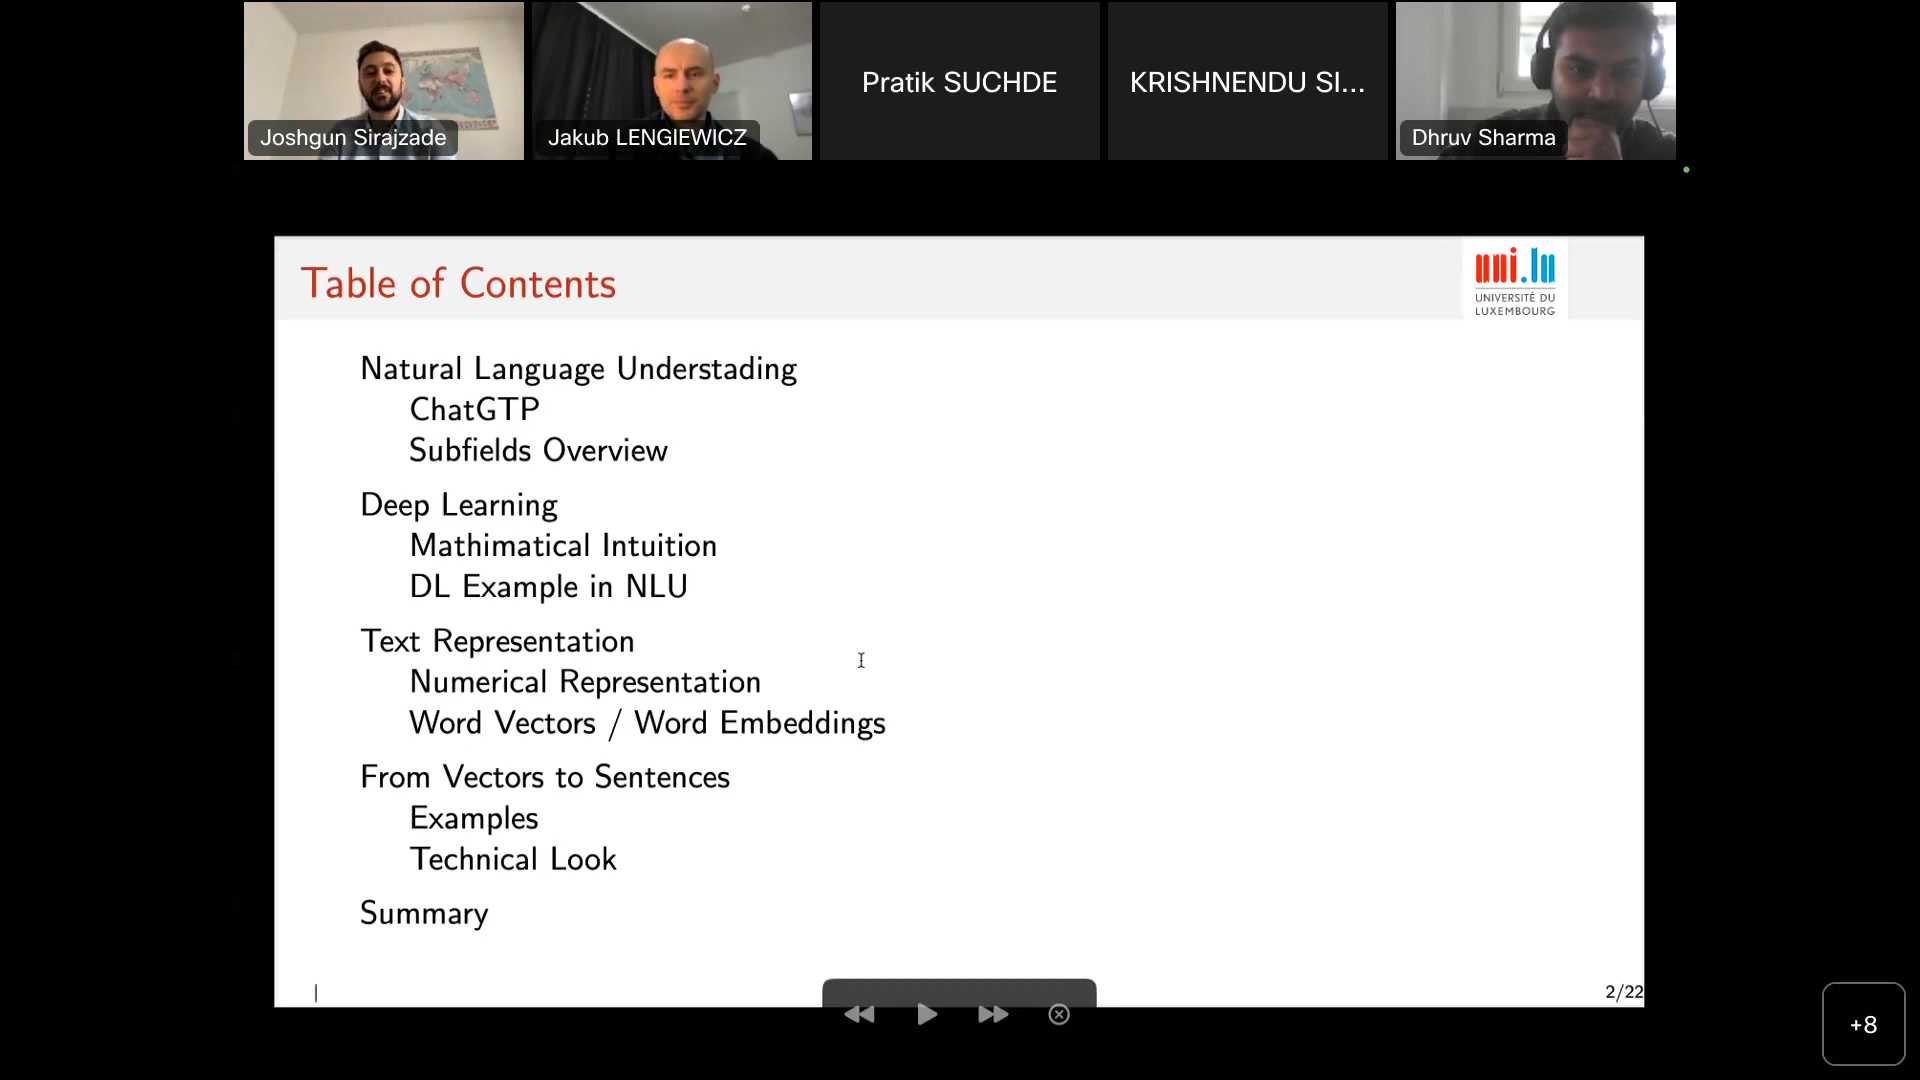 Joshgun Sirajzade
Jakub LENGIEWICZ
Pratik SUCHDE
KRISHNENDU SI...
Dhruv Sharma
Table of Contents
uni.lu
UNIVERSITÉ DU
LUXEMBOURG
Natural Language Understading
ChatGTP
Subfields Overview
Deep Learning
Mathimatical Intuition
DL Example in NLU
Text Representation
Numerical Representation
Word Vectors / Word Embeddings
From Vectors to Sentences
Examples
Technical Look
Summary
2/22
+8